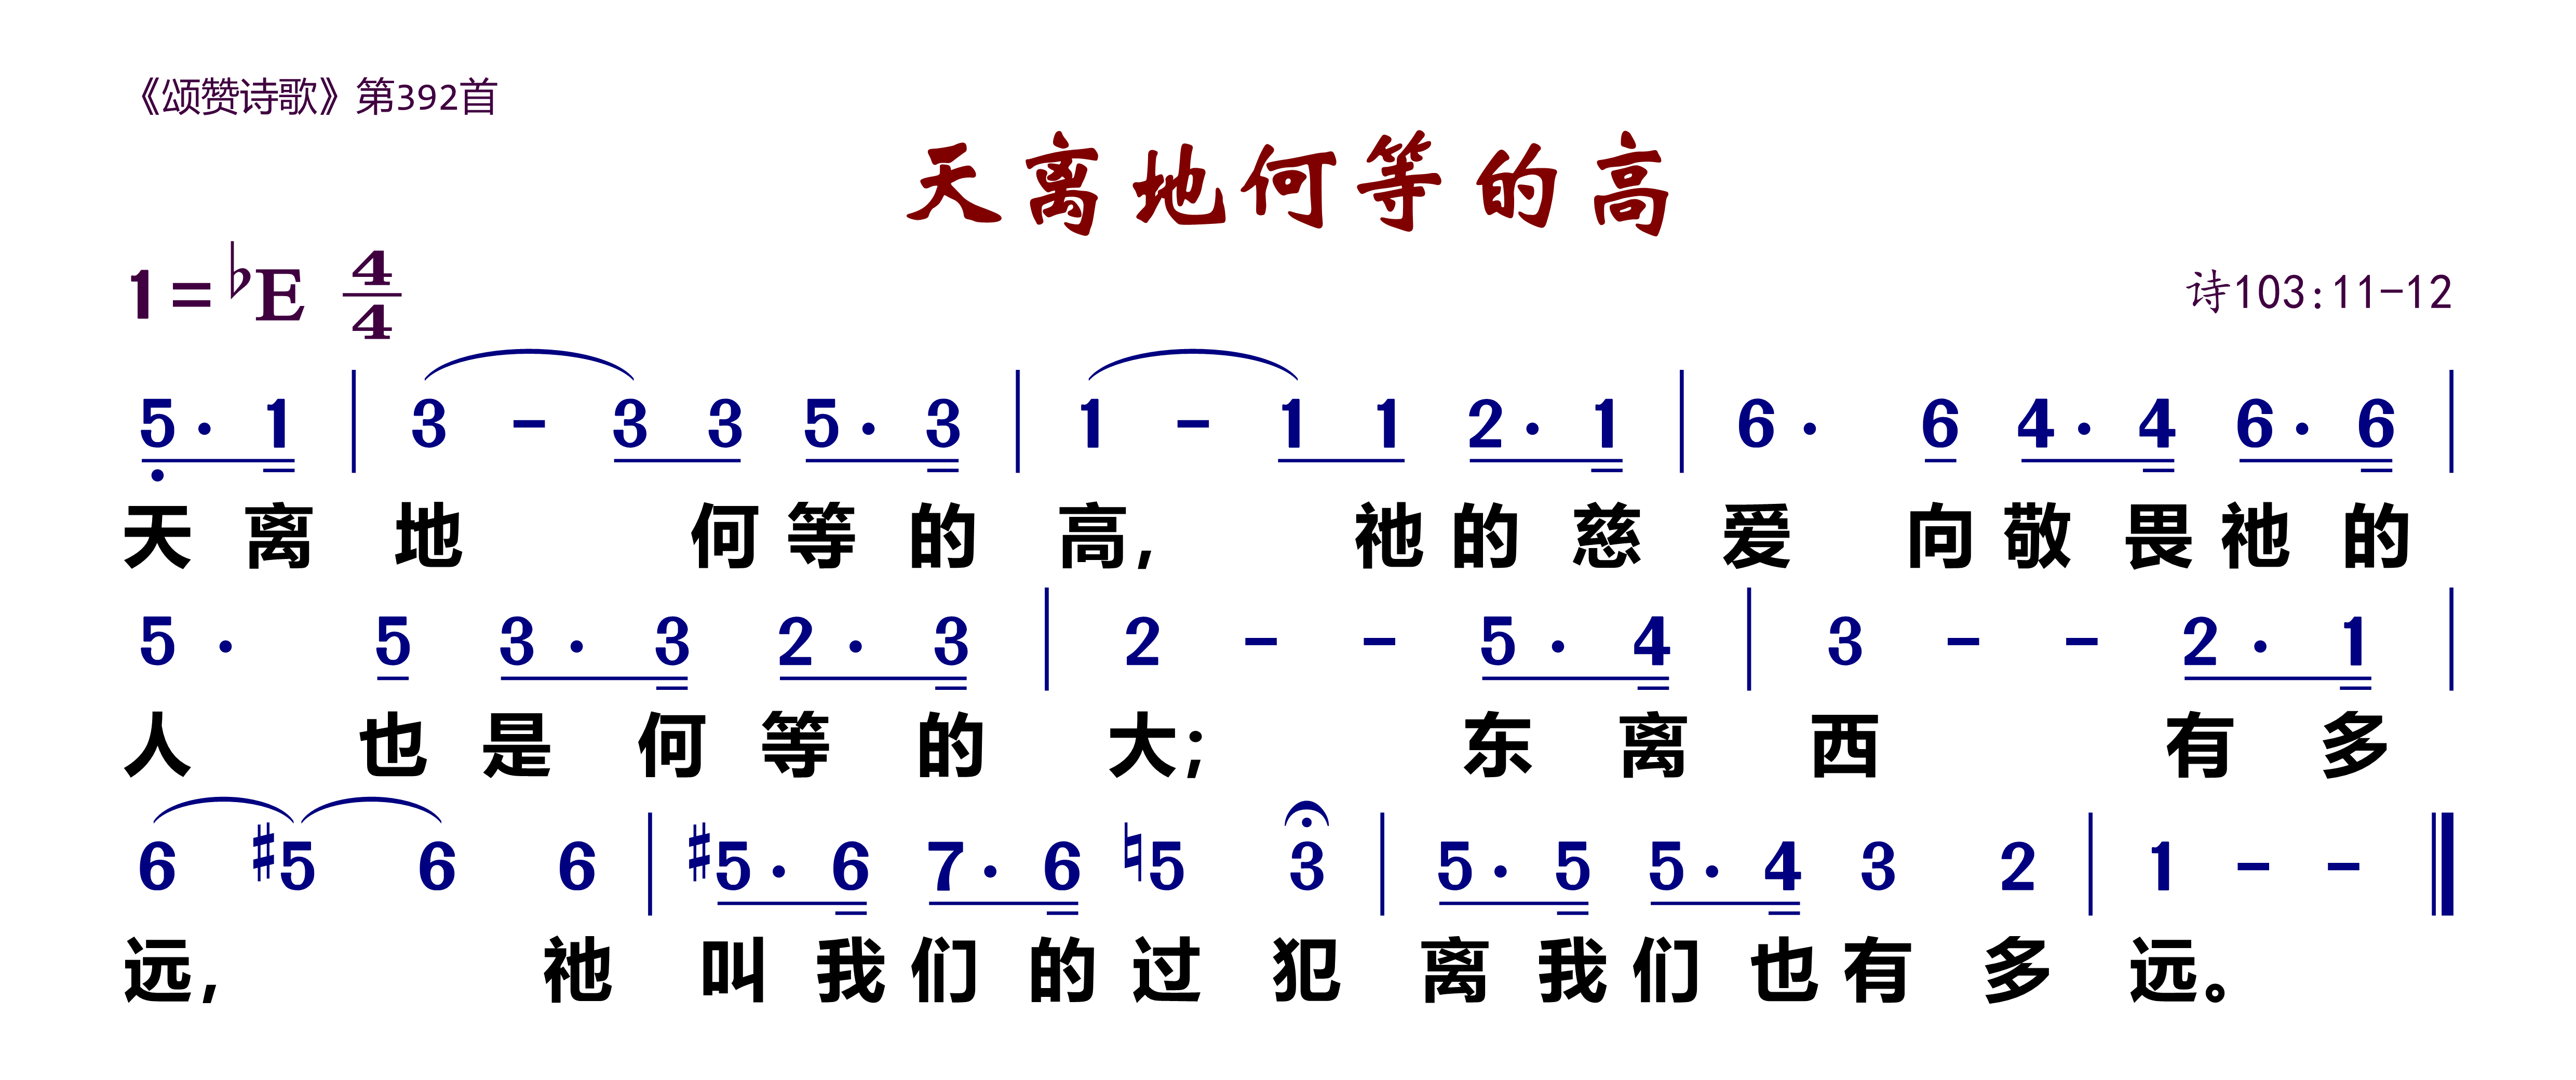 《颂赞诗歌》第392首
天离地何等的高
1=♭E 4/4
诗103:11-12
5· 1 | 3 - 3 3 5· 3 | 1 - 1 1 2· 1 | 6· 6 4· 4 6· 6 |
天离地何等的高,祂的慈爱向敬畏祂的
5· 5 3· 3 2· 3 | 2 - - 5· 4 | 3 - - 2· 1 |
人也是何等的大;东离西有多
6 #5 6 6 | #5· 6 7· 6 ♮5 3 | 5· 5 5· 4 3 2 | 1 - - ‖
远,祂叫我们的过犯离我们也有多远。